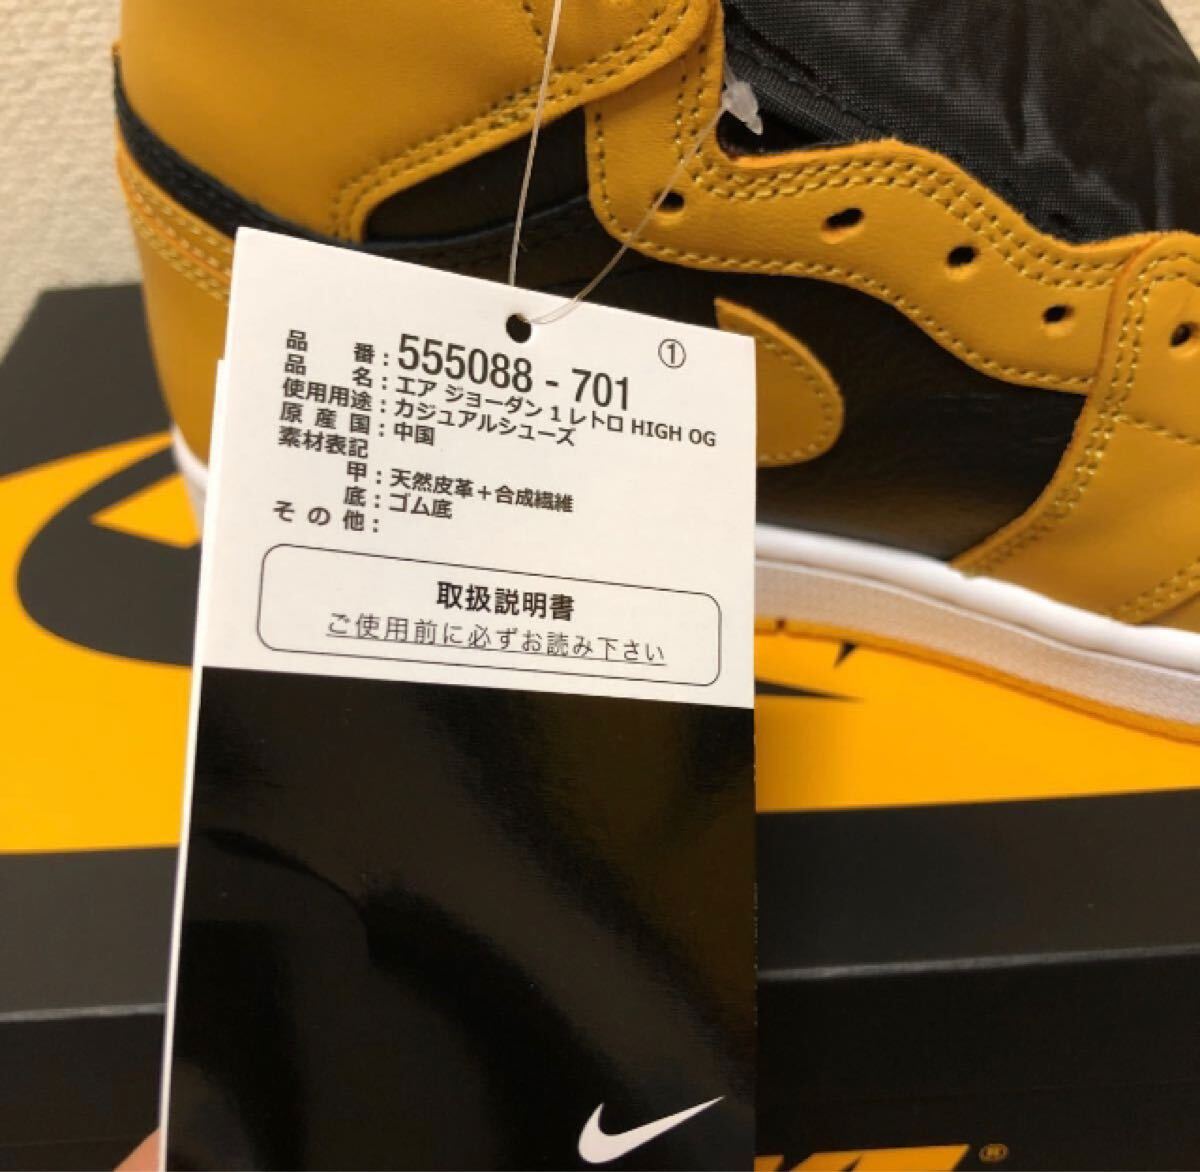 ①
品番：555088 - 701
品名：エア ジョーダン 1 レトロ HIGH OG
使用用途：カジュアルシューズ
原産国：中国
素材表記
甲：天然皮革＋合成繊維
底：ゴム底
その他：
取扱説明書
ご使用前に必ずお読み下さい
®